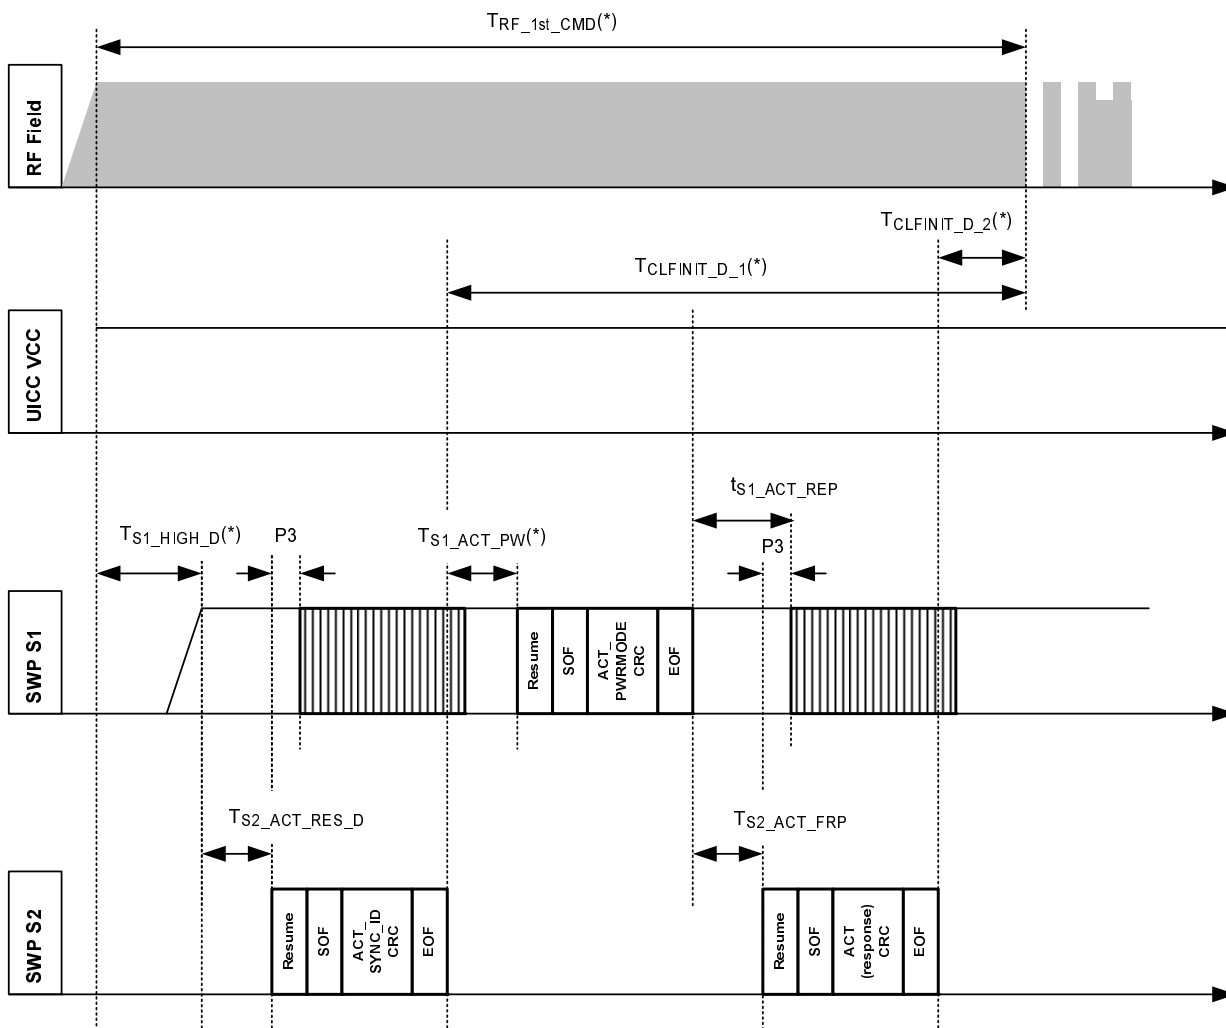 TRF_1st_CMD(*)
RF Field
TCLFINIT_D_2(*)
TCLFINIT_D_1(*)
UICC VCC
tS1_ACT_REP
TS1_HIGH_D(*)
P3
TS1_ACT_PW(*)
P3
SWP S1
Resume
SOF
ACT_
PWRMODE
CRC
EOF
TS2_ACT_RES_D
TS2_ACT_FRP
SWP S2
Resume
SOF
ACT_
SYNC_ID
CRC
EOF
Resume
SOF
ACT
(response)
CRC
EOF